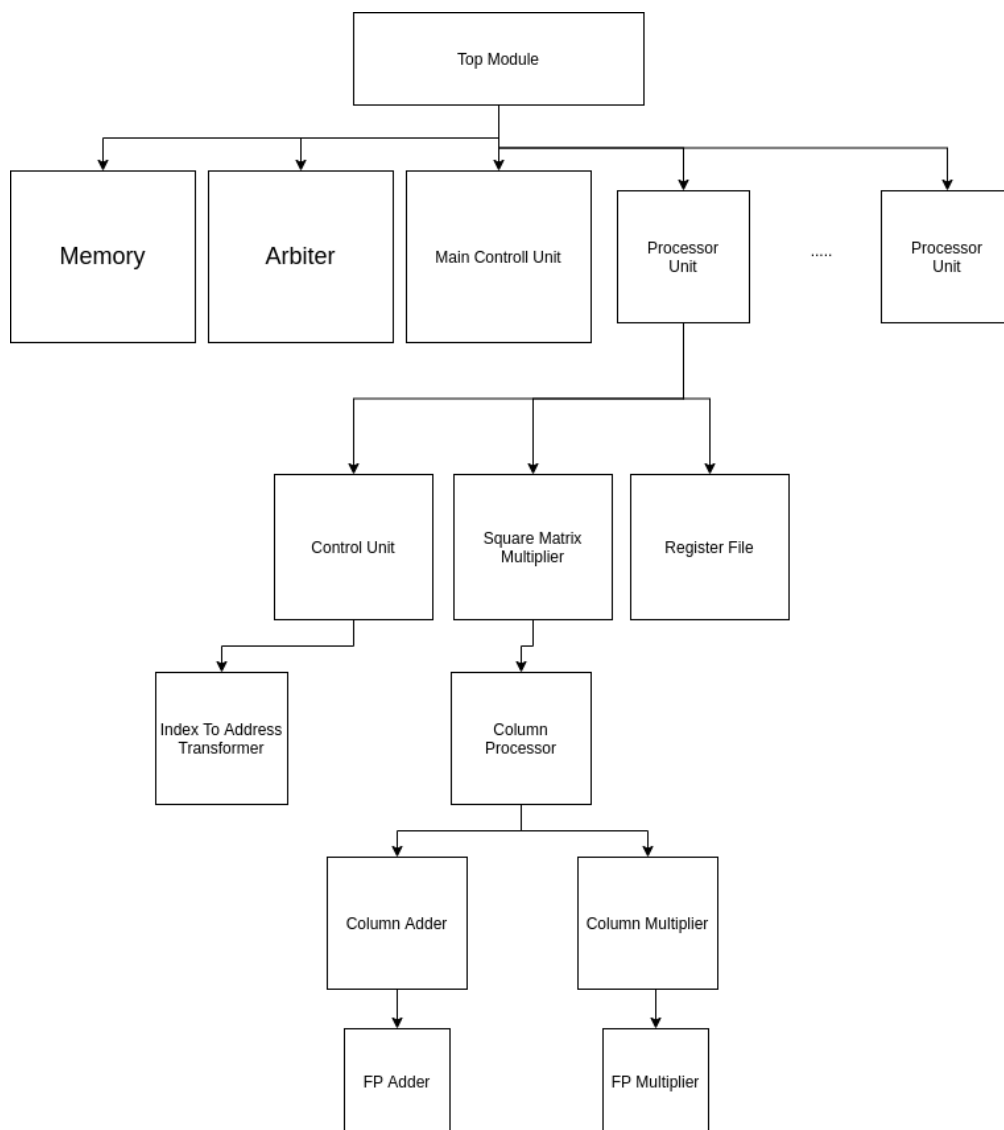 Top Module
Memory
Arbiter
Main Controll Unit
Processor
Unit
.....
Processor
Unit
Control Unit
Square Matrix
Multiplier
Register File
Index To Address
Transformer
Column
Processor
Column Adder
Column Multiplier
FP Adder
FP Multiplier